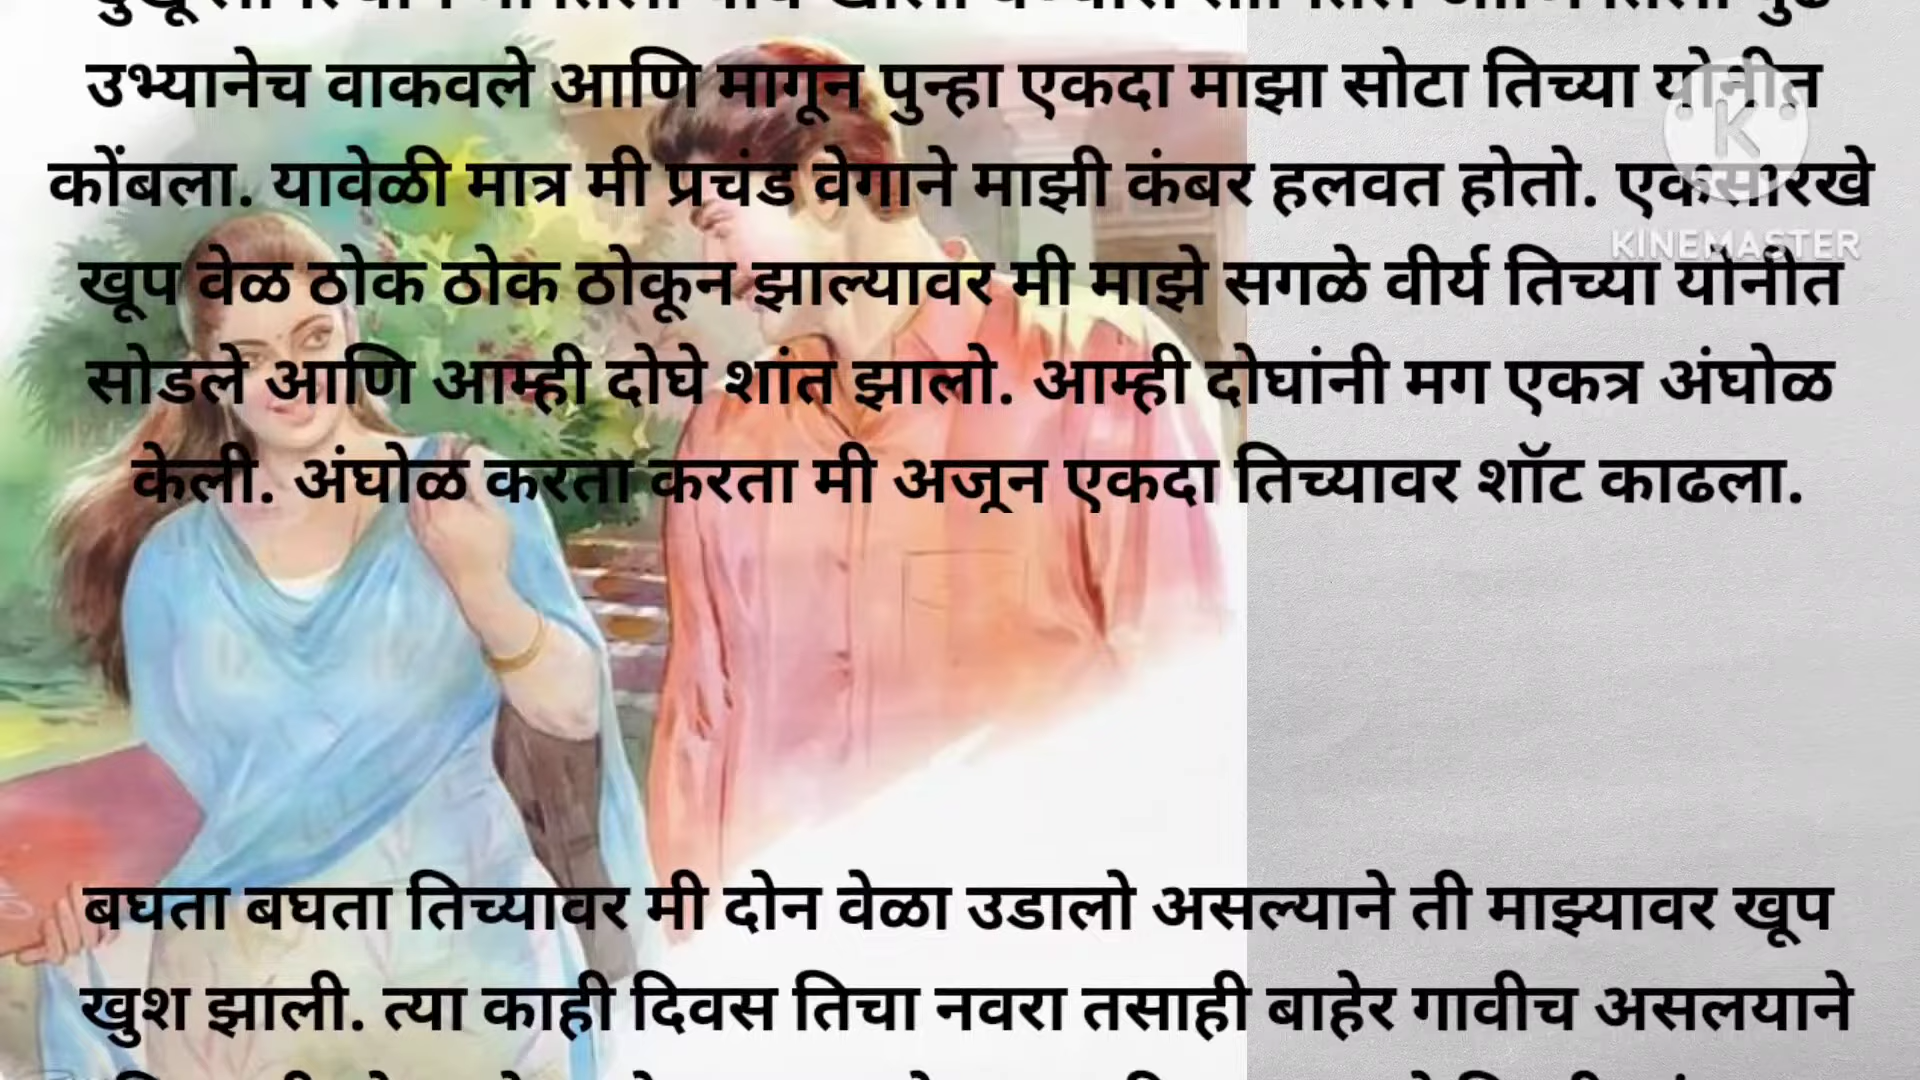 उभ्यानेच वाकवले आणि मागून पुन्हा एकदा माझा सोटा तिच्या योनीत
कोंबला. यावेळी मात्र मी प्रचंड वेगाने माझी कंबर हलवत होतो. एकसारखे
KINEMASTER
खूप वेळ ठोक ठोक ठोकून झाल्यावर मी माझे सगळे वीर्य तिच्या योनीत
सोडले आणि आम्ही दोघे शांत झालो. आम्ही दोघांनी मग एकत्र अंघोळ
केली. अंघोळ करता करता मी अजून एकदा तिच्यावर शॉट काढला.
बघता बघता तिच्यावर मी दोन वेळा उडालो असल्याने ती माझ्यावर खूप
खुश झाली. त्या काही दिवस तिचा नवरा तसाही बाहेर गावीच असलयाने